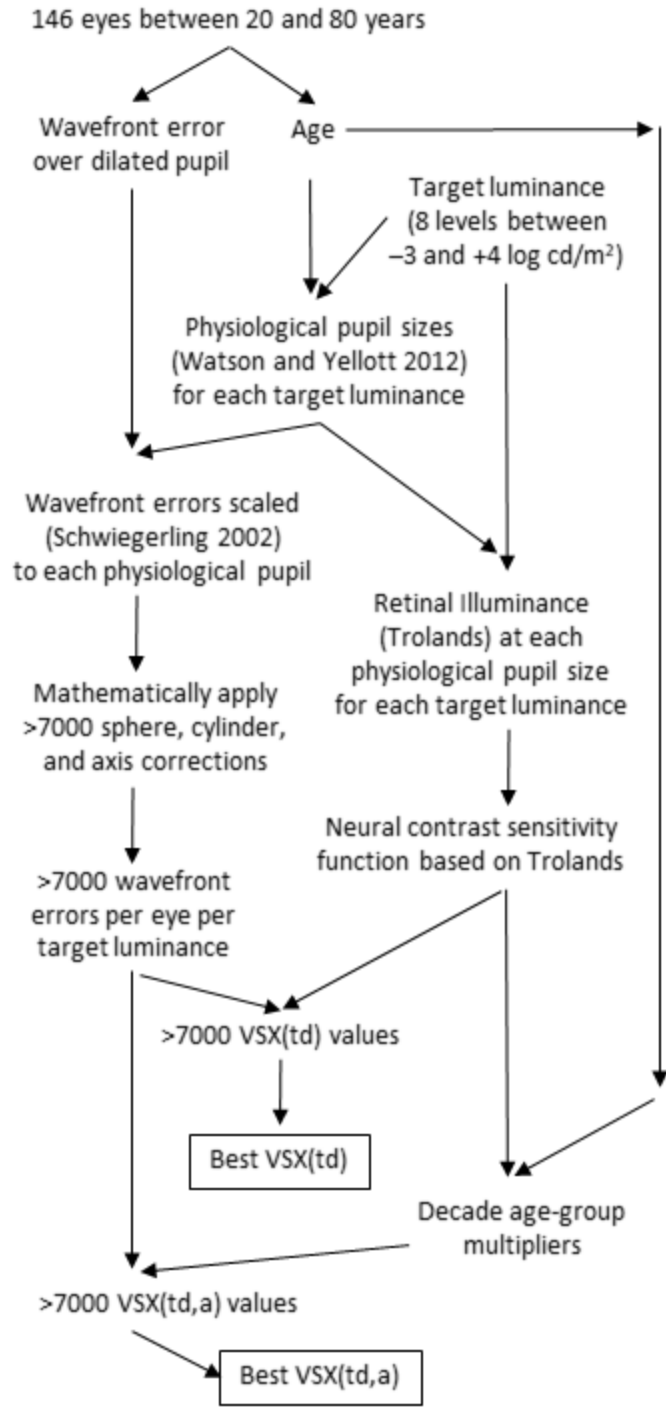 146 eyes between 20 and 80 years
Wavefront error
over dilated pupil
Age
Target luminance
(8 levels between
–3 and +4 log cd/m²)
Physiological pupil sizes
(Watson and Yellott 2012)
for each target luminance
Wavefront errors scaled
(Schwiegerling 2002)
to each physiological pupil
Retinal Illuminance
(Trolands) at each
physiological pupil size
for each target luminance
Mathematically apply
>7000 sphere, cylinder,
and axis corrections
Neural contrast sensitivity
function based on Trolands
>7000 wavefront
errors per eye per
target luminance
>7000 VSX(td) values
Best VSX(td)
Decade age-group
multipliers
>7000 VSX(td,a) values
Best VSX(td,a)